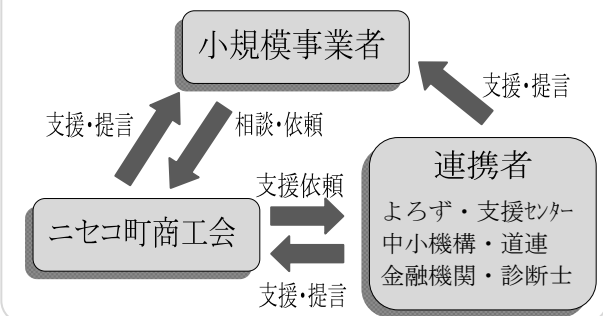 小規模事業者
支援・提言
支援・提言
相談・依頼
連携者
支援依頼
よろず・支援ｾﾝﾀｰ
ニセコ町商工会
中小機構・道連
金融機関・診断士
支援・提言